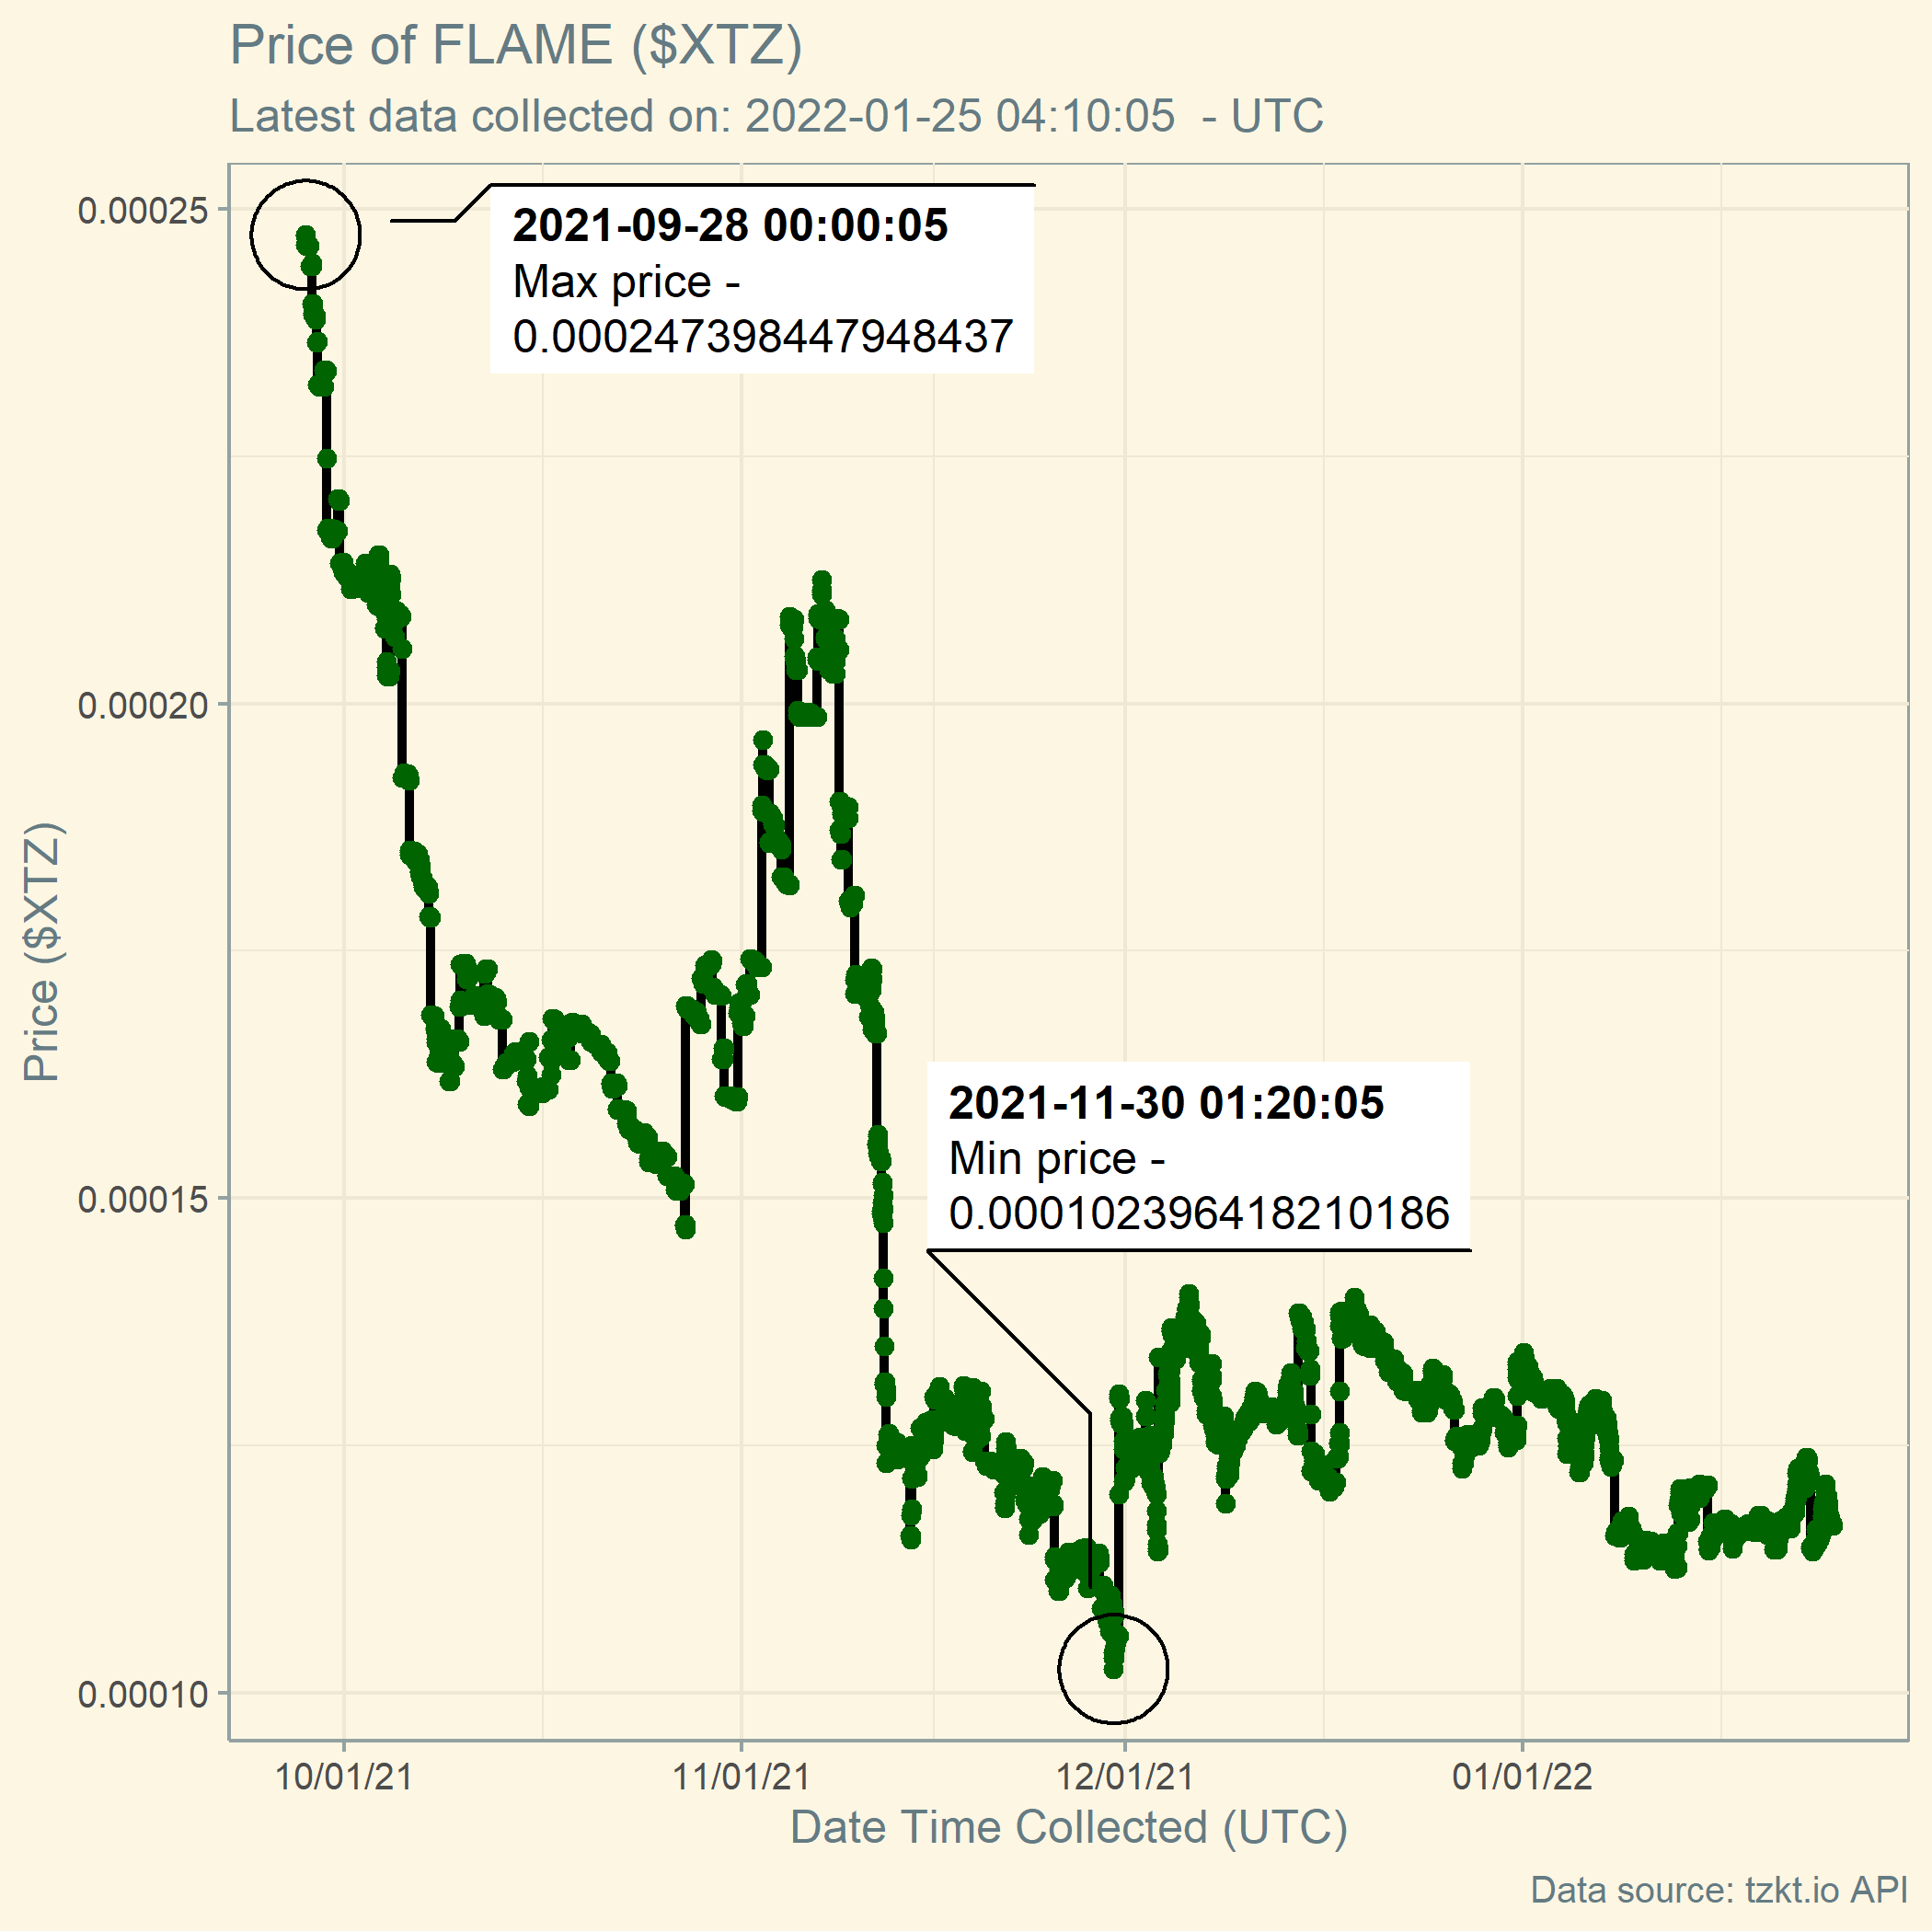 Price of FLAME ($XTZ)
Latest data collected on: 2022-01-25 04:10:05  - UTC
0.00025
2021-09-28 00:00:05
Max price -
0.000247398447948437
0.00020
Price ($XTZ)
2021-11-30 01:20:05
Min price -
0.000102396418210186
0.00015
0.00010
10/01/21
11/01/21
12/01/21
01/01/22
Date Time Collected (UTC)
Data source: tzkt.io API